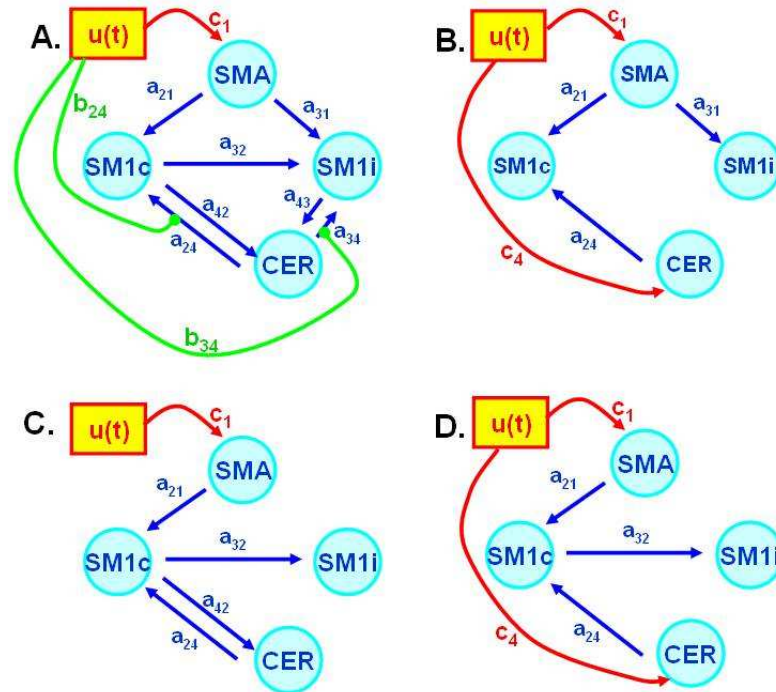 A.
u(t)
c1
SMA
a21
a31
b24
SM1c
a32
SM1i
a42
a43
a24
a34
CER
b34
B.
u(t)
c1
SMA
a21
a31
SM1c
SM1i
a24
c4
CER
C.
u(t)
c1
SMA
a21
SM1c
a32
SM1i
a42
a24
CER
D.
u(t)
c1
SMA
a21
SM1c
a32
SM1i
a24
c4
CER